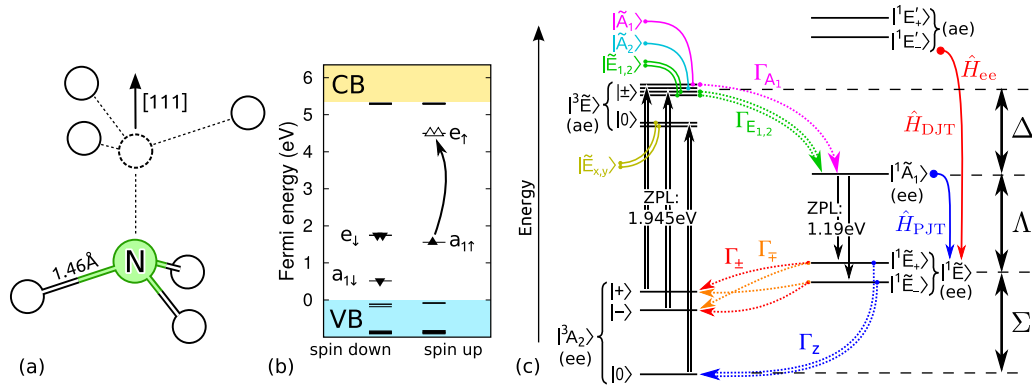 [111]
1.46Å
N
(a)
Fermi energy (eV)
6
5
4
3
2
1
0
CB
e↑
a1↑
e↓
a1↓
VB
spin down
spin up
(b)
Energy
(c)
|Ã1⟩
|Ã2⟩
|Ẽ1,2⟩
|³Ẽ⟩
(ae)
|±⟩
|0⟩
|Ẽx,y⟩
ZPL:
1.945eV
ΓA1
ΓE1,2
|¹E′+⟩
|¹E′−⟩
(ae)
Ĥee
ĤDJT
Δ
|¹Ã1⟩
(ee)
ZPL:
1.19eV
ĤPJT
Λ
|¹Ẽ+⟩
|¹Ẽ−⟩
|¹Ẽ⟩
(ee)
Γ±
Γ∓
Γz
Σ
|³A2⟩
(ee)
|+⟩
|−⟩
|0⟩